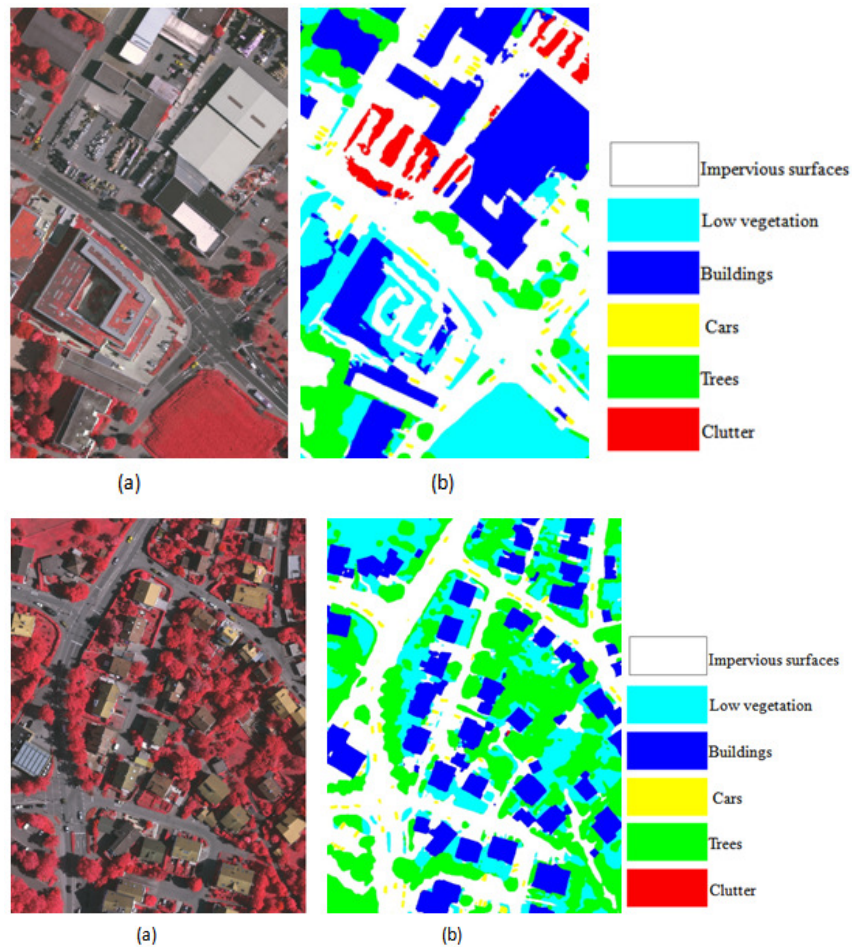 Impervious surfaces
Low vegetation
Buildings
Cars
Trees
Clutter
(a)
(b)
Impervious surfaces
Low vegetation
Buildings
Cars
Trees
Clutter
(a)
(b)